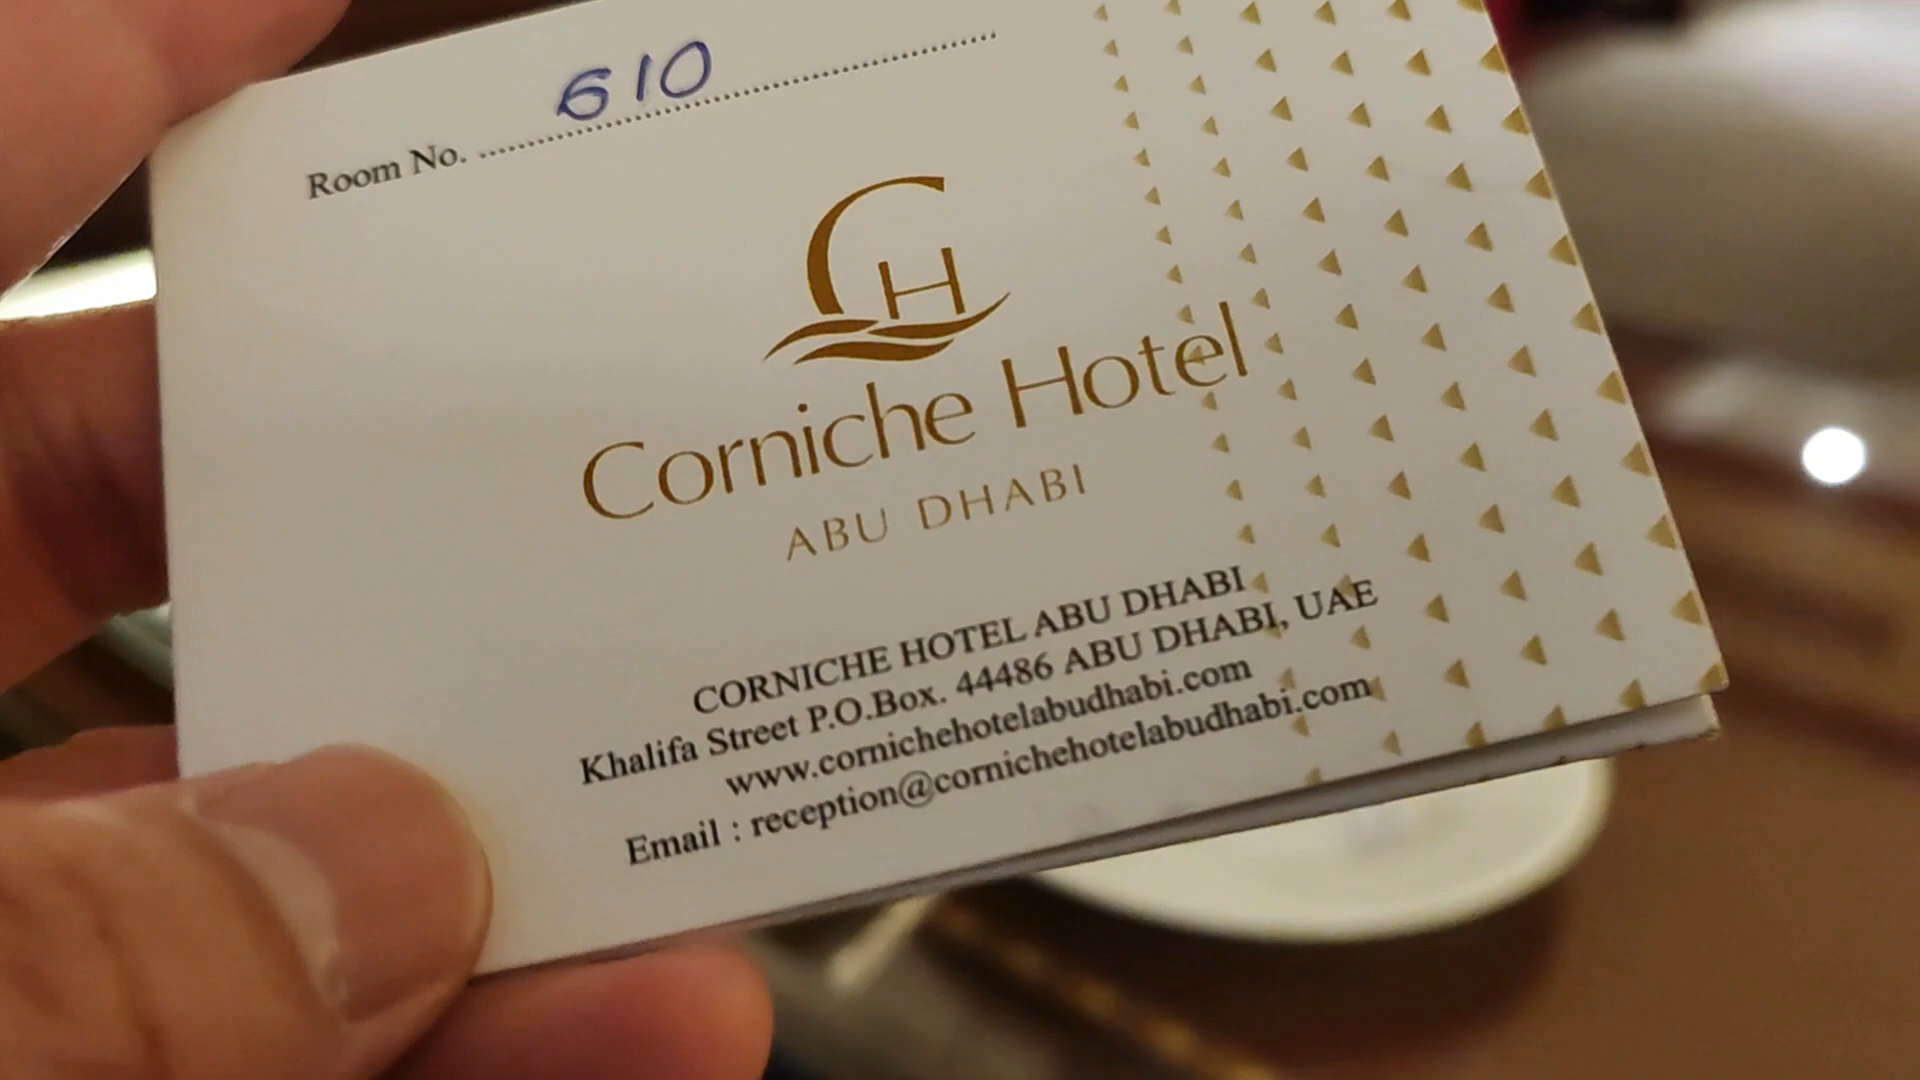 Room No. 610
CH
Corniche Hotel
ABU DHABI
CORNICHE HOTEL ABU DHABI
Khalifa Street P.O.Box. 44486 ABU DHABI, UAE
www.cornichehotelabudhabi.com
Email : reception@cornichehotelabudhabi.com